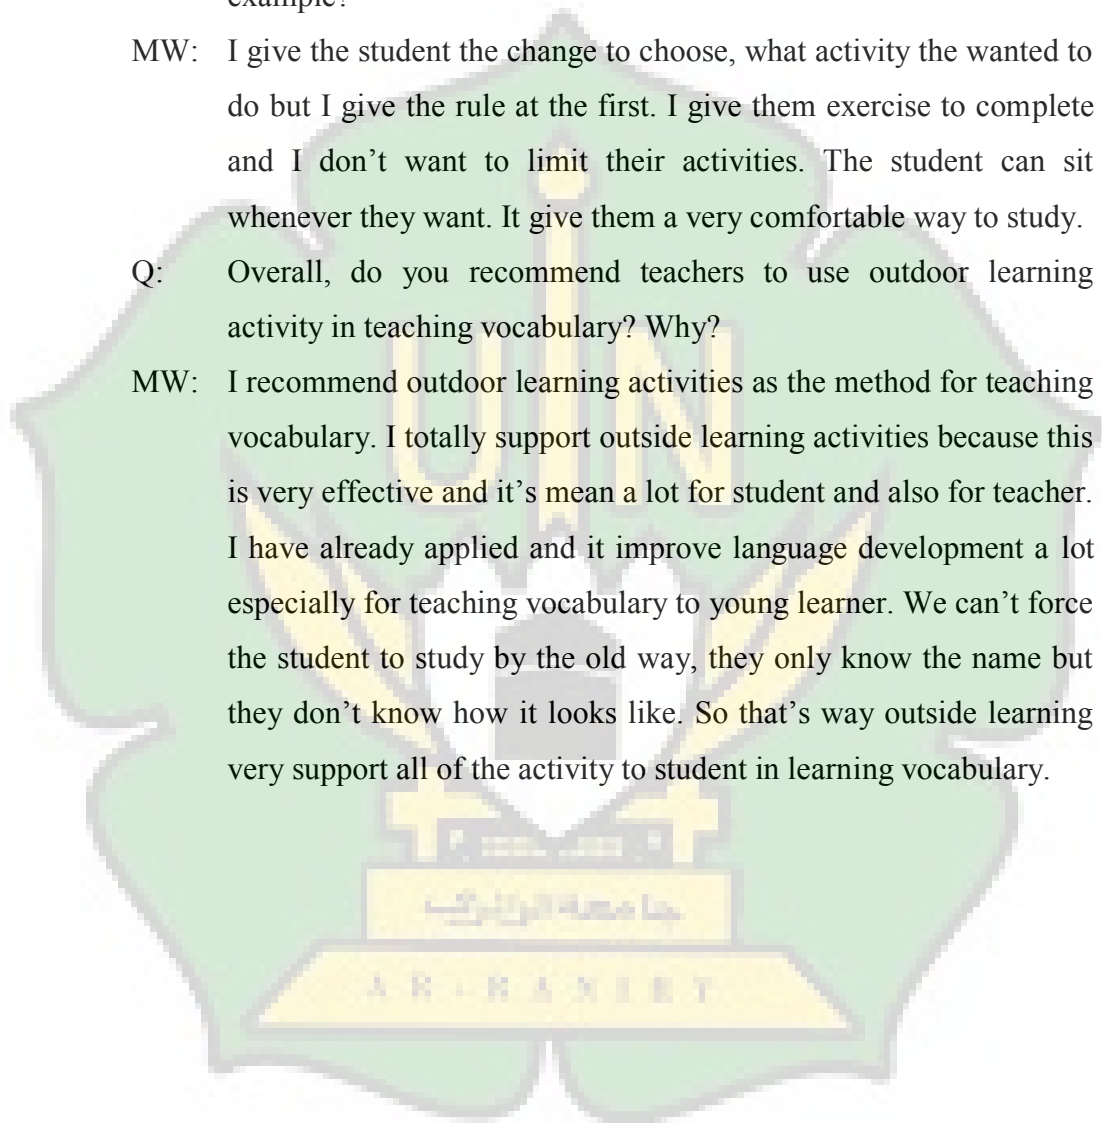 example?
MW: I give the student the change to choose, what activity the wanted to
do but I give the rule at the first. I give them exercise to complete
and I don’t want to limit their activities. The student can sit
whenever they want. It give them a very comfortable way to study.
Q: Overall, do you recommend teachers to use outdoor learning
activity in teaching vocabulary? Why?
MW: I recommend outdoor learning activities as the method for teaching
vocabulary. I totally support outside learning activities because this
is very effective and it’s mean a lot for student and also for teacher.
I have already applied and it improve language development a lot
especially for teaching vocabulary to young learner. We can’t force
the student to study by the old way, they only know the name but
they don’t know how it looks like. So that’s way outside learning
very support all of the activity to student in learning vocabulary.
UIN
جامعة الرانيري
AR-RANIRY